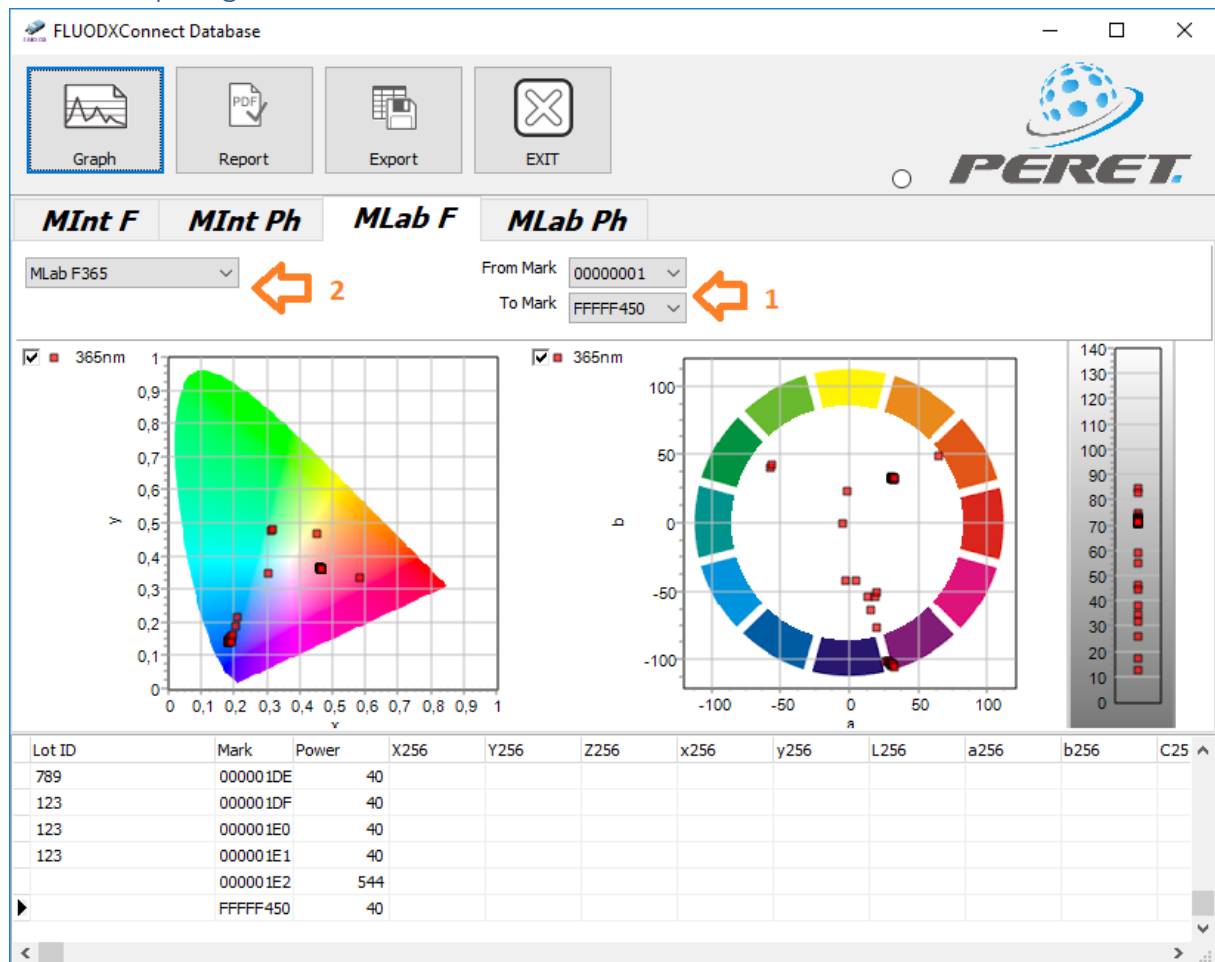 FLUODXConnect Database
Graph
Report
Export
EXIT
PDF
PERET.
MInt F
MInt Ph
MLab F
MLab Ph
MLab F365
2
From Mark
00000001
To Mark
FFFFF450
1
365nm
1
0,9
0,8
0,7
0,6
0,5
0,4
0,3
0,2
0,1
0
y
0 0,1 0,2 0,3 0,4 0,5 0,6 0,7 0,8 0,9 1
x
365nm
100
50
0
-50
-100
b
-100 -50 0 50 100
a
140
130
120
110
100
90
80
70
60
50
40
30
20
10
0
Lot ID Mark Power X256 Y256 Z256 x256 y256 L256 a256 b256 C25
789 000001DE 40
123 000001DF 40
123 000001E0 40
123 000001E1 40
000001E2 544
FFFFF450 40